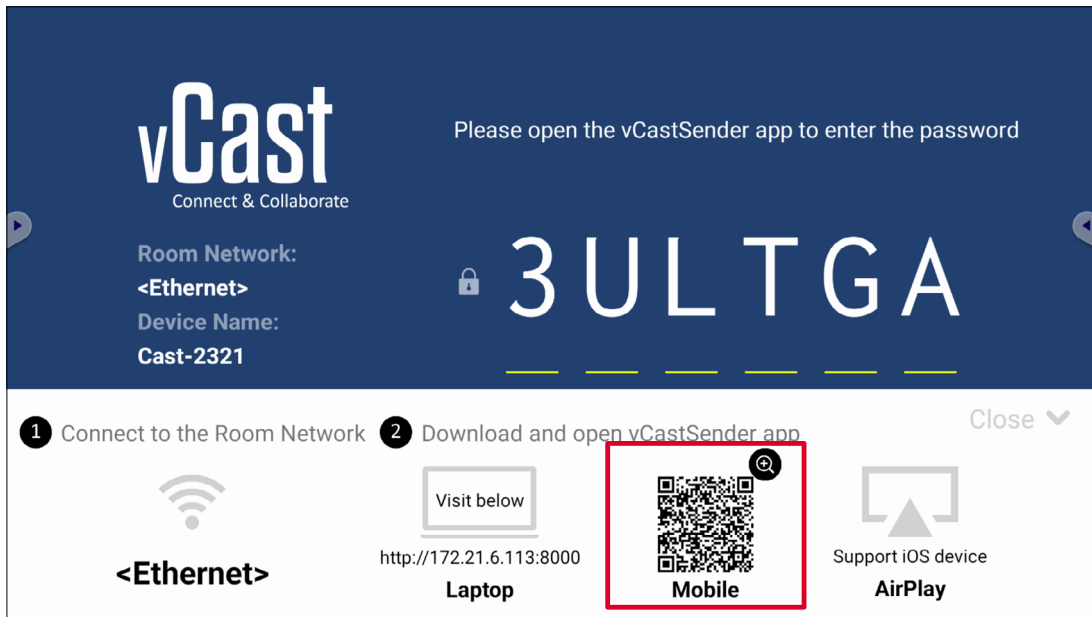 vCast
Connect & Collaborate
Please open the vCastSender app to enter the password
Room Network:
<Ethernet>
Device Name:
Cast-2321
3ULTGA
Close
1 Connect to the Room Network
2 Download and open vCastSender app
<Ethernet>
Visit below
http://172.21.6.113:8000
Laptop
Mobile
Support iOS device
AirPlay